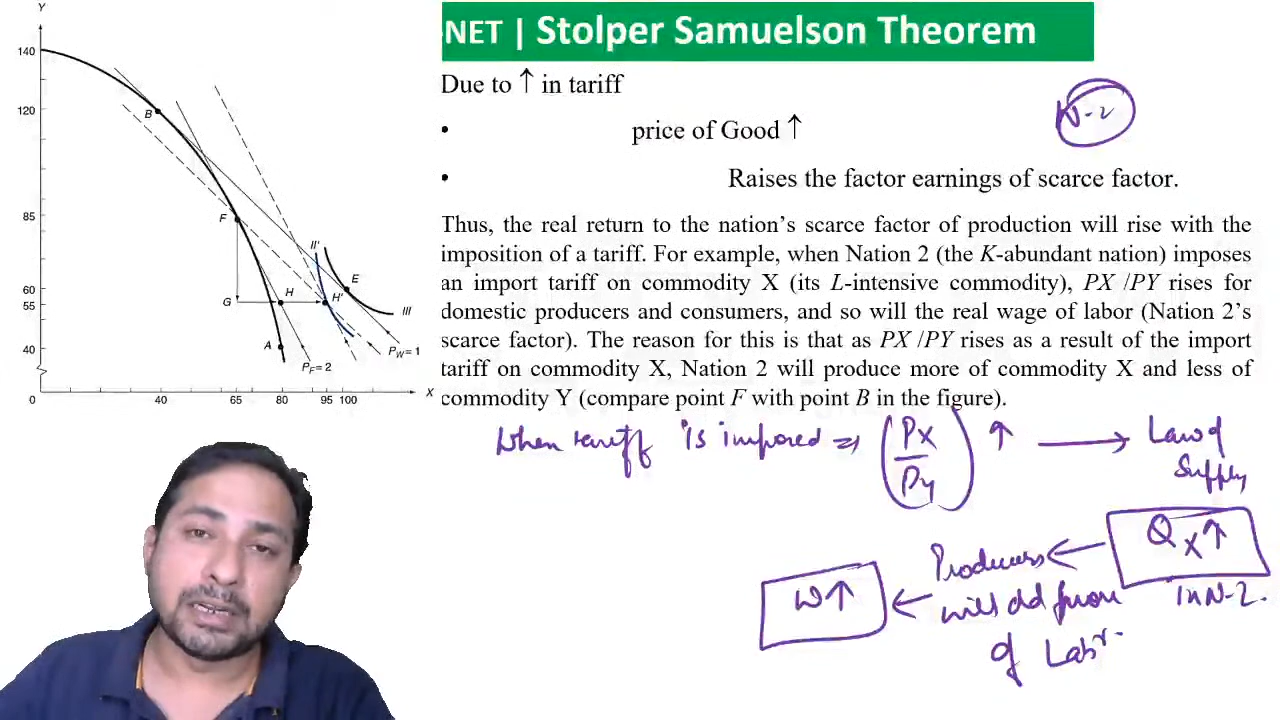 ·NET | Stolper Samuelson Theorem
Due to ↑ in tariff
• price of Good ↑
• Raises the factor earnings of scarce factor.
N-2
Thus, the real return to the nation's scarce factor of production will rise with the
imposition of a tariff. For example, when Nation 2 (the K-abundant nation) imposes
an import tariff on commodity X (its L-intensive commodity), PX /PY rises for
domestic producers and consumers, and so will the real wage of labor (Nation 2's
scarce factor). The reason for this is that as PX /PY rises as a result of the import
tariff on commodity X, Nation 2 will produce more of commodity X and less of
commodity Y (compare point F with point B in the figure).
When tariff is imposed ⇒ (PX/Py) ↑ → Law of
Supply
Qx↑
in N-2.
Producers
will dd more
of Labr.
W↑
Y
140
120
85
60
55
40
0
40
65
80
95
100
X
B
F
G
H
H'
A
E
II'
III
PW = 1
PF = 2